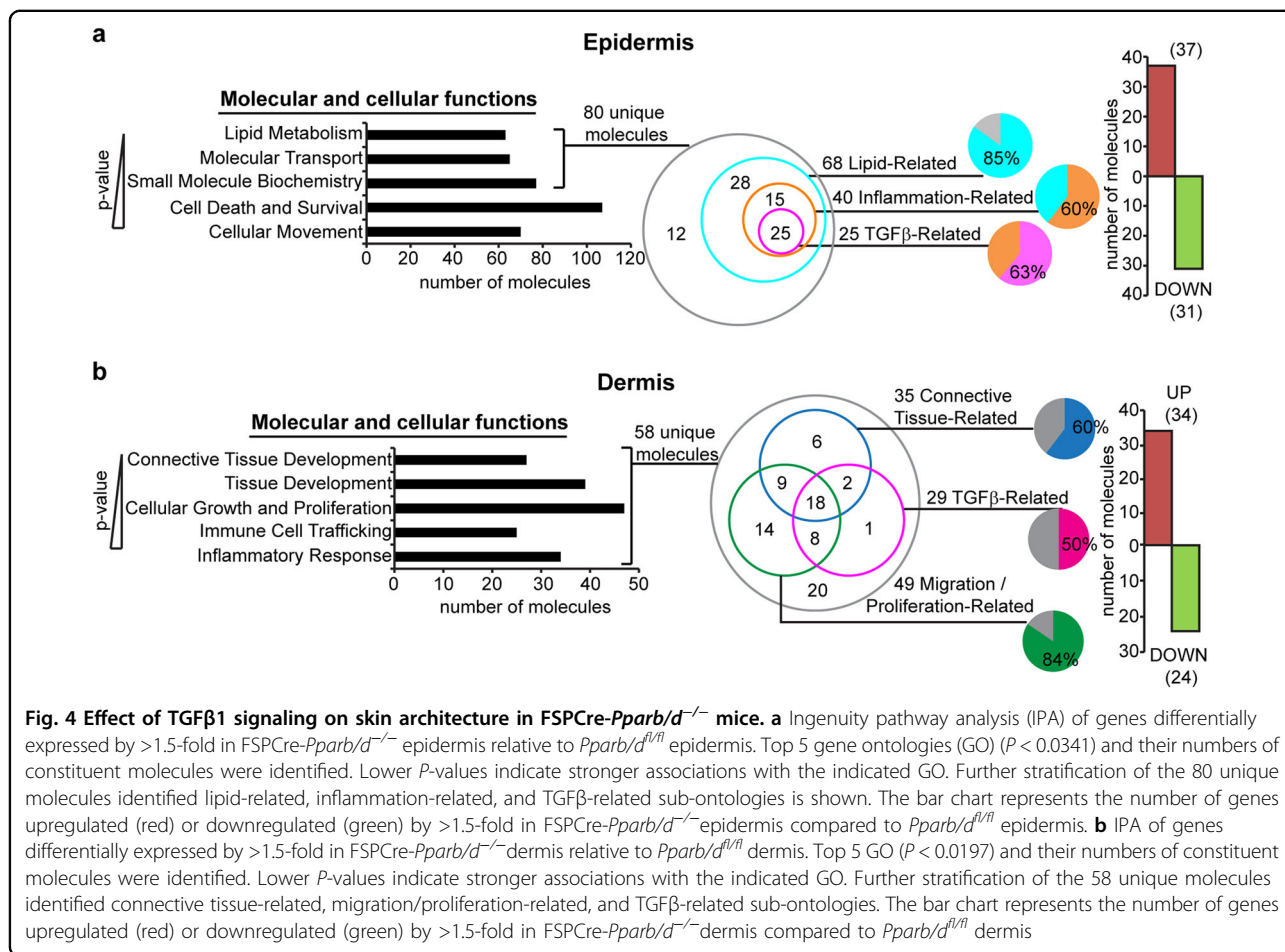 a
Epidermis
Molecular and cellular functions
p-value
Lipid Metabolism
Molecular Transport
Small Molecule Biochemistry
Cell Death and Survival
Cellular Movement
0 20 40 60 80 100 120
number of molecules
80 unique
molecules
12
28
15
25
68 Lipid-Related
85%
40 Inflammation-Related
60%
25 TGFβ-Related
63%
(37)
number of molecules
40
30
20
10
0
10
20
30
40
DOWN
(31)
b
Dermis
Molecular and cellular functions
p-value
Connective Tissue Development
Tissue Development
Cellular Growth and Proliferation
Immune Cell Trafficking
Inflammatory Response
0 10 20 30 40 50
number of molecules
58 unique
molecules
6
9
2
18
14
8
1
20
35 Connective
Tissue-Related
60%
29 TGFβ-Related
50%
49 Migration /
Proliferation-Related
84%
UP
(34)
number of molecules
40
30
20
10
0
10
20
30
DOWN
(24)
Fig. 4 Effect of TGFβ1 signaling on skin architecture in FSPCre-Pparb/d−/− mice. a Ingenuity pathway analysis (IPA) of genes differentially
expressed by >1.5-fold in FSPCre-Pparb/d−/− epidermis relative to Pparb/dfl/fl epidermis. Top 5 gene ontologies (GO) (P < 0.0341) and their numbers of
constituent molecules were identified. Lower P-values indicate stronger associations with the indicated GO. Further stratification of the 80 unique
molecules identified lipid-related, inflammation-related, and TGFβ-related sub-ontologies is shown. The bar chart represents the number of genes
upregulated (red) or downregulated (green) by >1.5-fold in FSPCre-Pparb/d−/−epidermis compared to Pparb/dfl/fl epidermis. b IPA of genes
differentially expressed by >1.5-fold in FSPCre-Pparb/d−/−dermis relative to Pparb/dfl/fl dermis. Top 5 GO (P < 0.0197) and their numbers of constituent
molecules were identified. Lower P-values indicate stronger associations with the indicated GO. Further stratification of the 58 unique molecules
identified connective tissue-related, migration/proliferation-related, and TGFβ-related sub-ontologies. The bar chart represents the number of genes
upregulated (red) or downregulated (green) by >1.5-fold in FSPCre-Pparb/d−/−dermis compared to Pparb/dfl/fl dermis